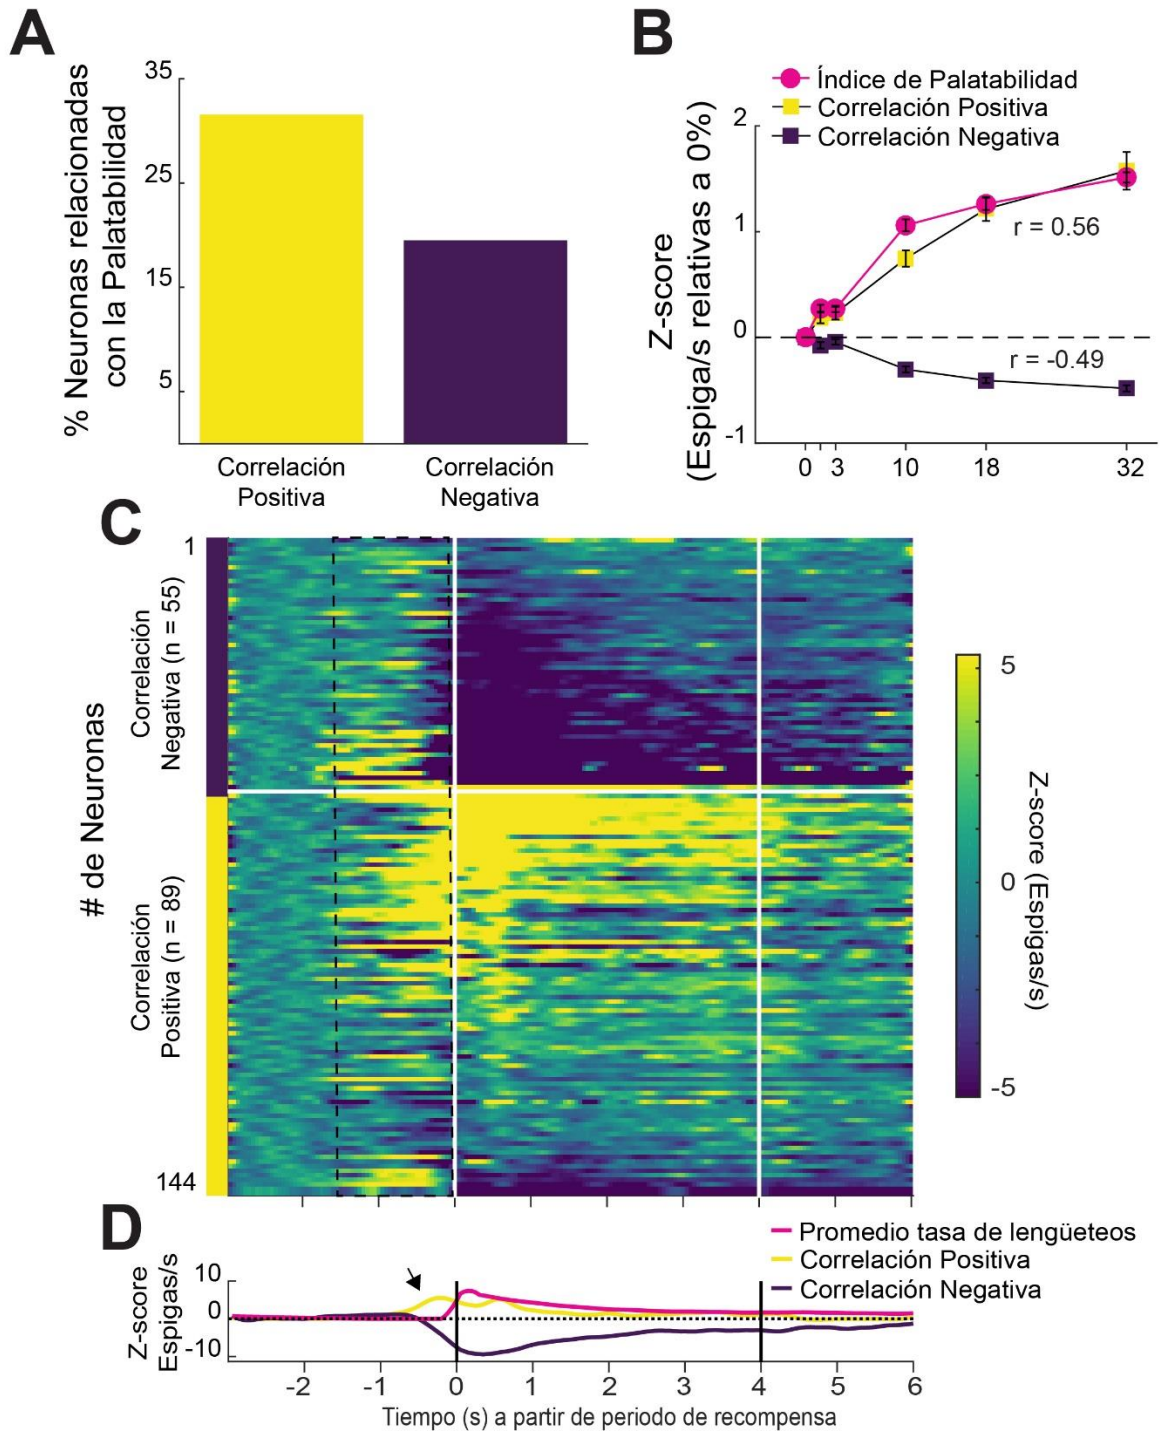 A
% Neuronas relacionadas
con la Palatabilidad
35
25
15
5
Correlación
Positiva
Correlación
Negativa
B
Índice de Palatabilidad
Correlación Positiva
Correlación Negativa
Z-score
(Espiga/s relativas a 0%)
2
1
0
-1
r = 0.56
r = -0.49
0 3 10 18 32
C
# de Neuronas
1
Correlación
Negativa (n = 55)
Correlación
Positiva (n = 89)
144
5
0
-5
Z-score (Espigas/s)
D
Promedio tasa de lengüeteos
Correlación Positiva
Correlación Negativa
Z-score
Espigas/s
10
0
-10
-2 -1 0 1 2 3 4 5 6
Tiempo (s) a partir de periodo de recompensa